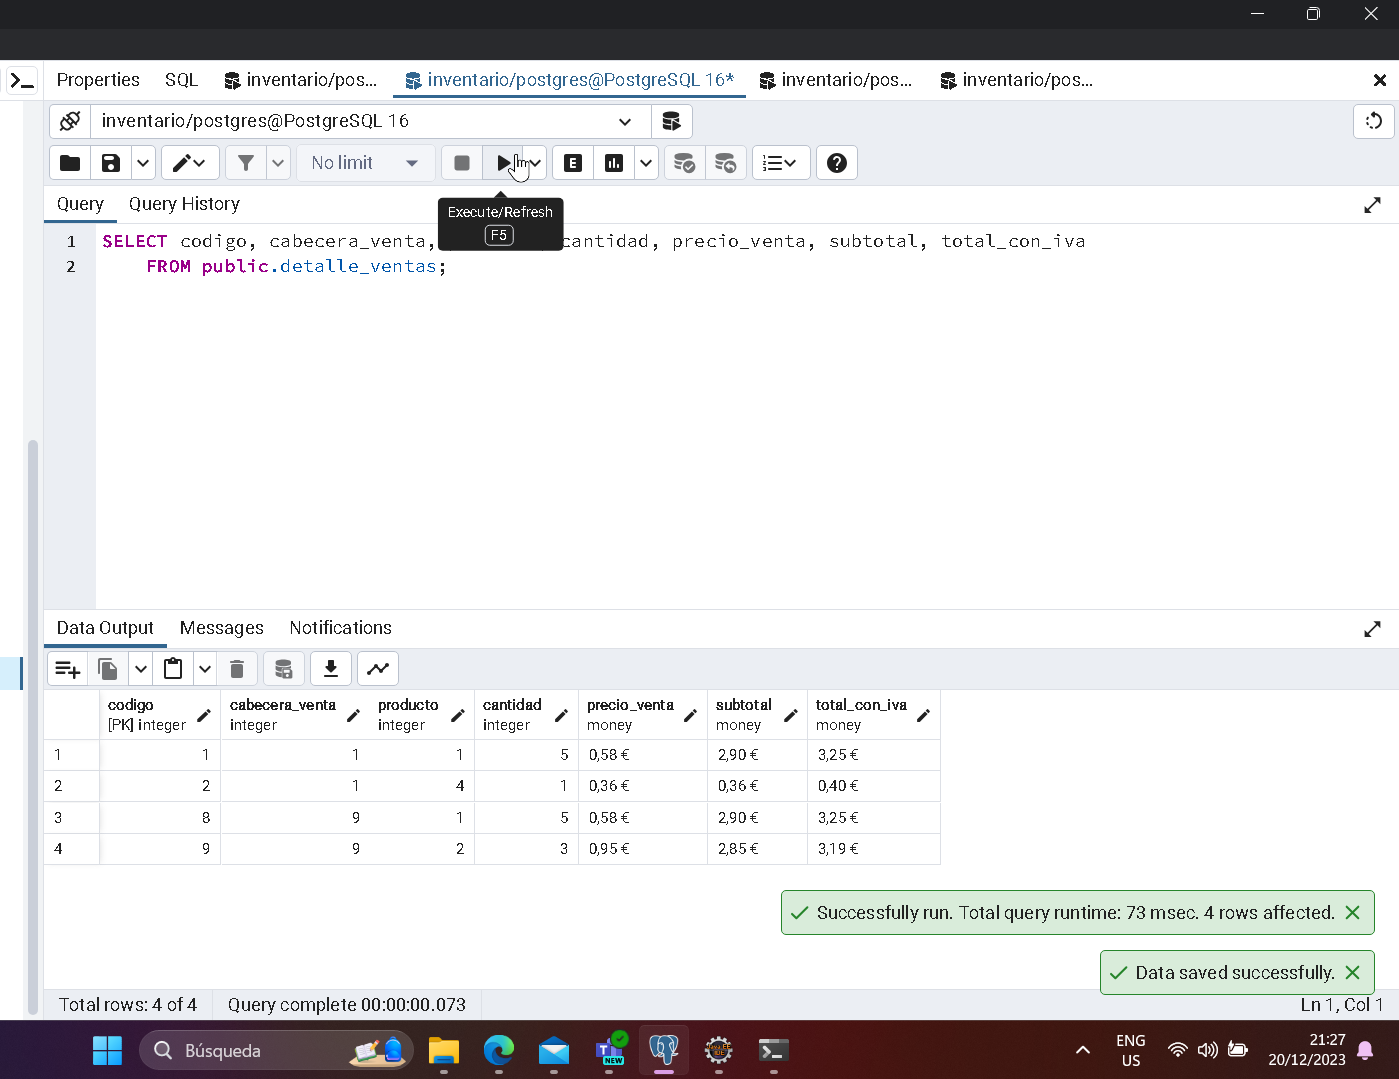 Properties SQL inventario/pos... inventario/postgres@PostgreSQL 16* inventario/pos... inventario/pos...
inventario/postgres@PostgreSQL 16
No limit
E
Query Query History
Execute/Refresh
F5
1 SELECT codigo, cabecera_venta, cantidad, precio_venta, subtotal, total_con_iva
2 FROM public.detalle_ventas;
Data Output Messages Notifications
codigo cabecera_venta producto cantidad precio_venta subtotal total_con_iva
[PK] integer integer integer integer money money money
1 1 1 1 5 0,58 € 2,90 € 3,25 €
2 2 1 4 1 0,36 € 0,36 € 0,40 €
3 8 9 1 5 0,58 € 2,90 € 3,25 €
4 9 9 2 3 0,95 € 2,85 € 3,19 €
Successfully run. Total query runtime: 73 msec. 4 rows affected.
Data saved successfully.
Total rows: 4 of 4 Query complete 00:00:00.073 Ln 1, Col 1
Búsqueda
NEW
ENG
US
21:27
20/12/2023